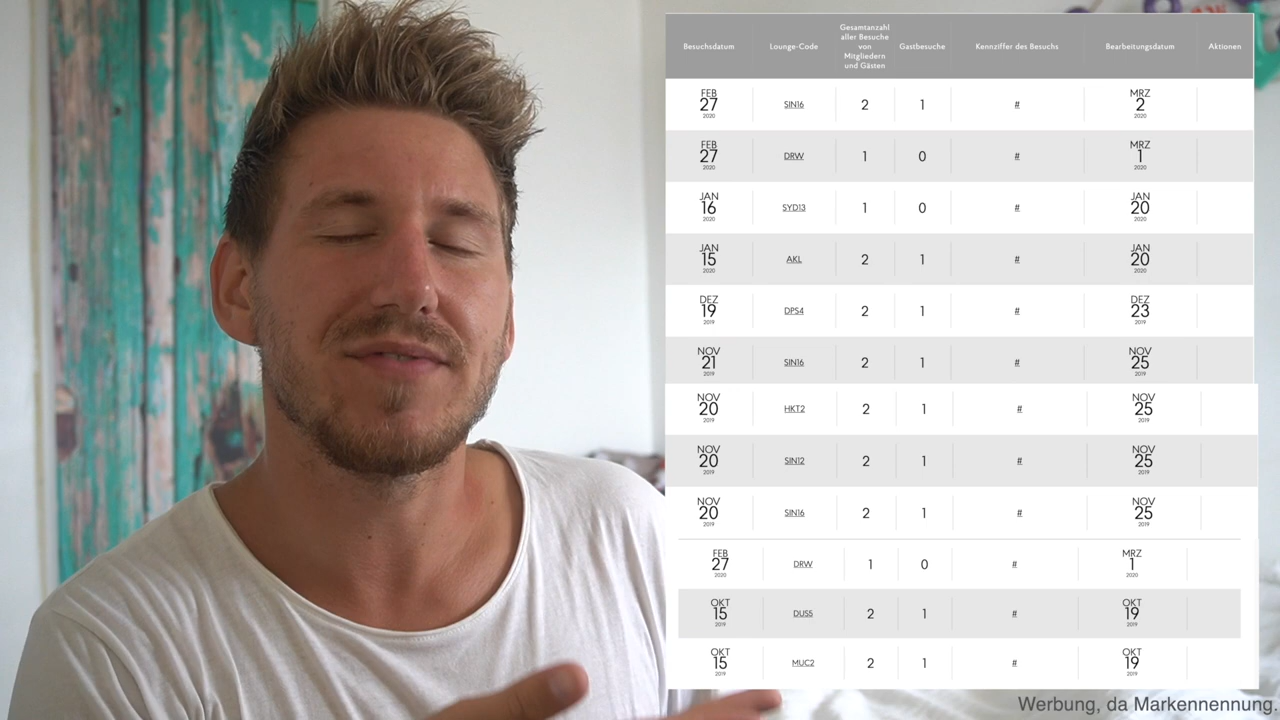 Besuchsdatum
Lounge-Code
Gesamtanzahl
aller Besuche
von
Mitgliedern
und Gästen
Gastbesuche
Kennziffer des Besuchs
Bearbeitungsdatum
Aktionen
FEB
27
2020
SIN16
2
1
#
MRZ
2
2020
FEB
27
2020
DRW
1
0
#
MRZ
1
2020
JAN
16
2020
SYD13
1
0
#
JAN
20
2020
JAN
15
2020
AKL
2
1
#
JAN
20
2020
DEZ
19
2019
DPS4
2
1
#
DEZ
23
2019
NOV
21
2019
SIN16
2
1
#
NOV
25
2019
NOV
20
2019
HKT2
2
1
#
NOV
25
2019
NOV
20
2019
SIN12
2
1
#
NOV
25
2019
NOV
20
2019
SIN16
2
1
#
NOV
25
2019
FEB
27
2020
DRW
1
0
#
MRZ
1
2020
OKT
15
2019
DUS5
2
1
#
OKT
19
2019
OKT
15
2019
MUC2
2
1
#
OKT
19
2019
Werbung, da Markennennung.